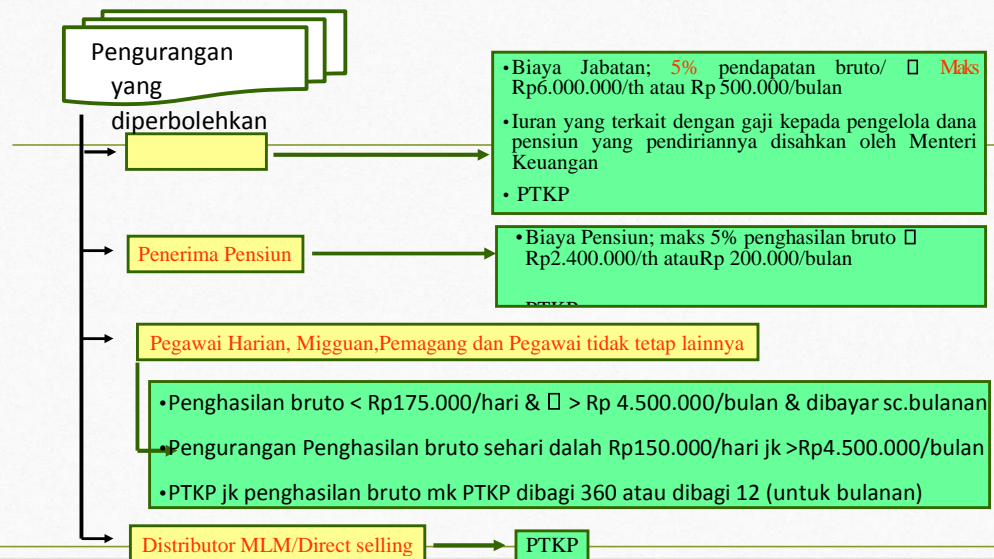 Pengurangan
yang
diperbolehkan
•Biaya Jabatan; 5% pendapatan bruto/ □ Maks
Rp6.000.000/th atau Rp 500.000/bulan
•Iuran yang terkait dengan gaji kepada pengelola dana
pensiun yang pendiriannya disahkan oleh Menteri
Keuangan
• PTKP
Penerima Pensiun
•Biaya Pensiun; maks 5% penghasilan bruto □
Rp2.400.000/th atauRp 200.000/bulan
PTKP
Pegawai Harian, Migguan,Pemagang dan Pegawai tidak tetap lainnya
•Penghasilan bruto < Rp175.000/hari & □ > Rp 4.500.000/bulan & dibayar sc.bulanan
•Pengurangan Penghasilan bruto sehari dalah Rp150.000/hari jk >Rp4.500.000/bulan
•PTKP jk penghasilan bruto mk PTKP dibagi 360 atau dibagi 12 (untuk bulanan)
Distributor MLM/Direct selling
PTKP